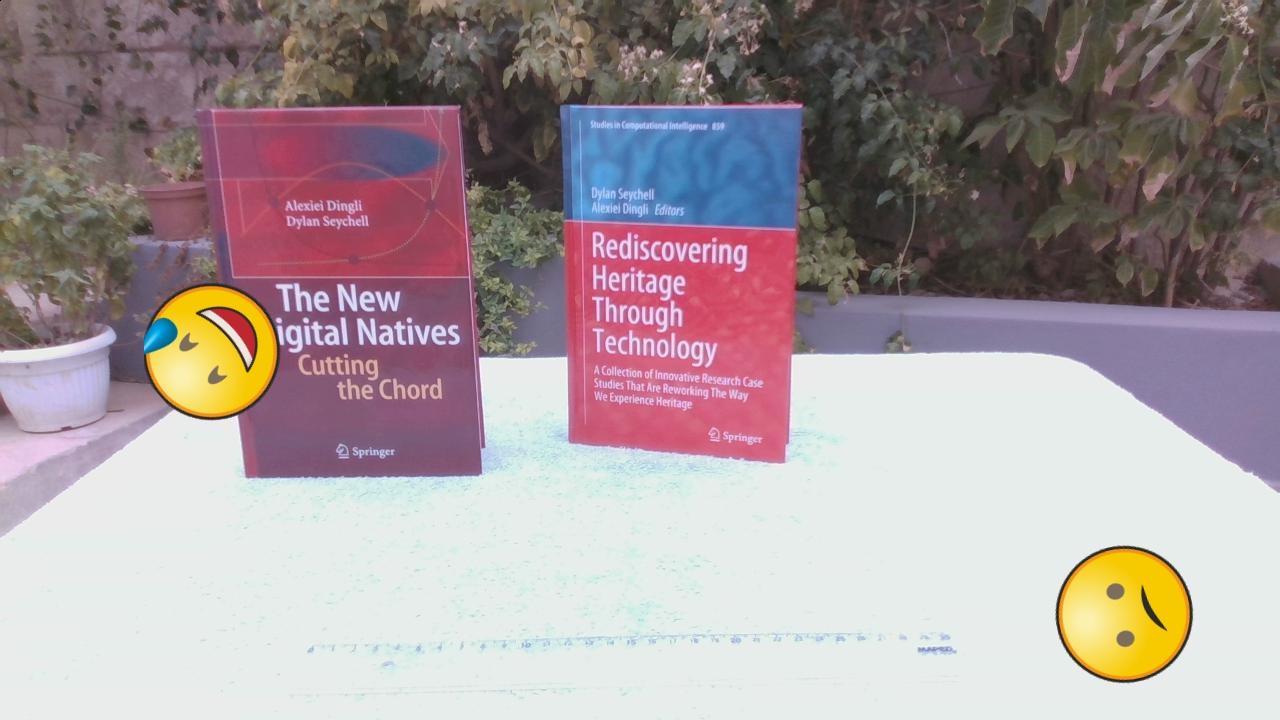 Alexiei Dingli
Dylan Seychell
The New
igital Natives
Cutting
the Chord
Springer
Studies in Computational Intelligence 859
Dylan Seychell
Alexiei Dingli Editors
Rediscovering
Heritage
Through
Technology
A Collection of Innovative Research Case
Studies That Are Reworking The Way
We Experience Heritage
Springer